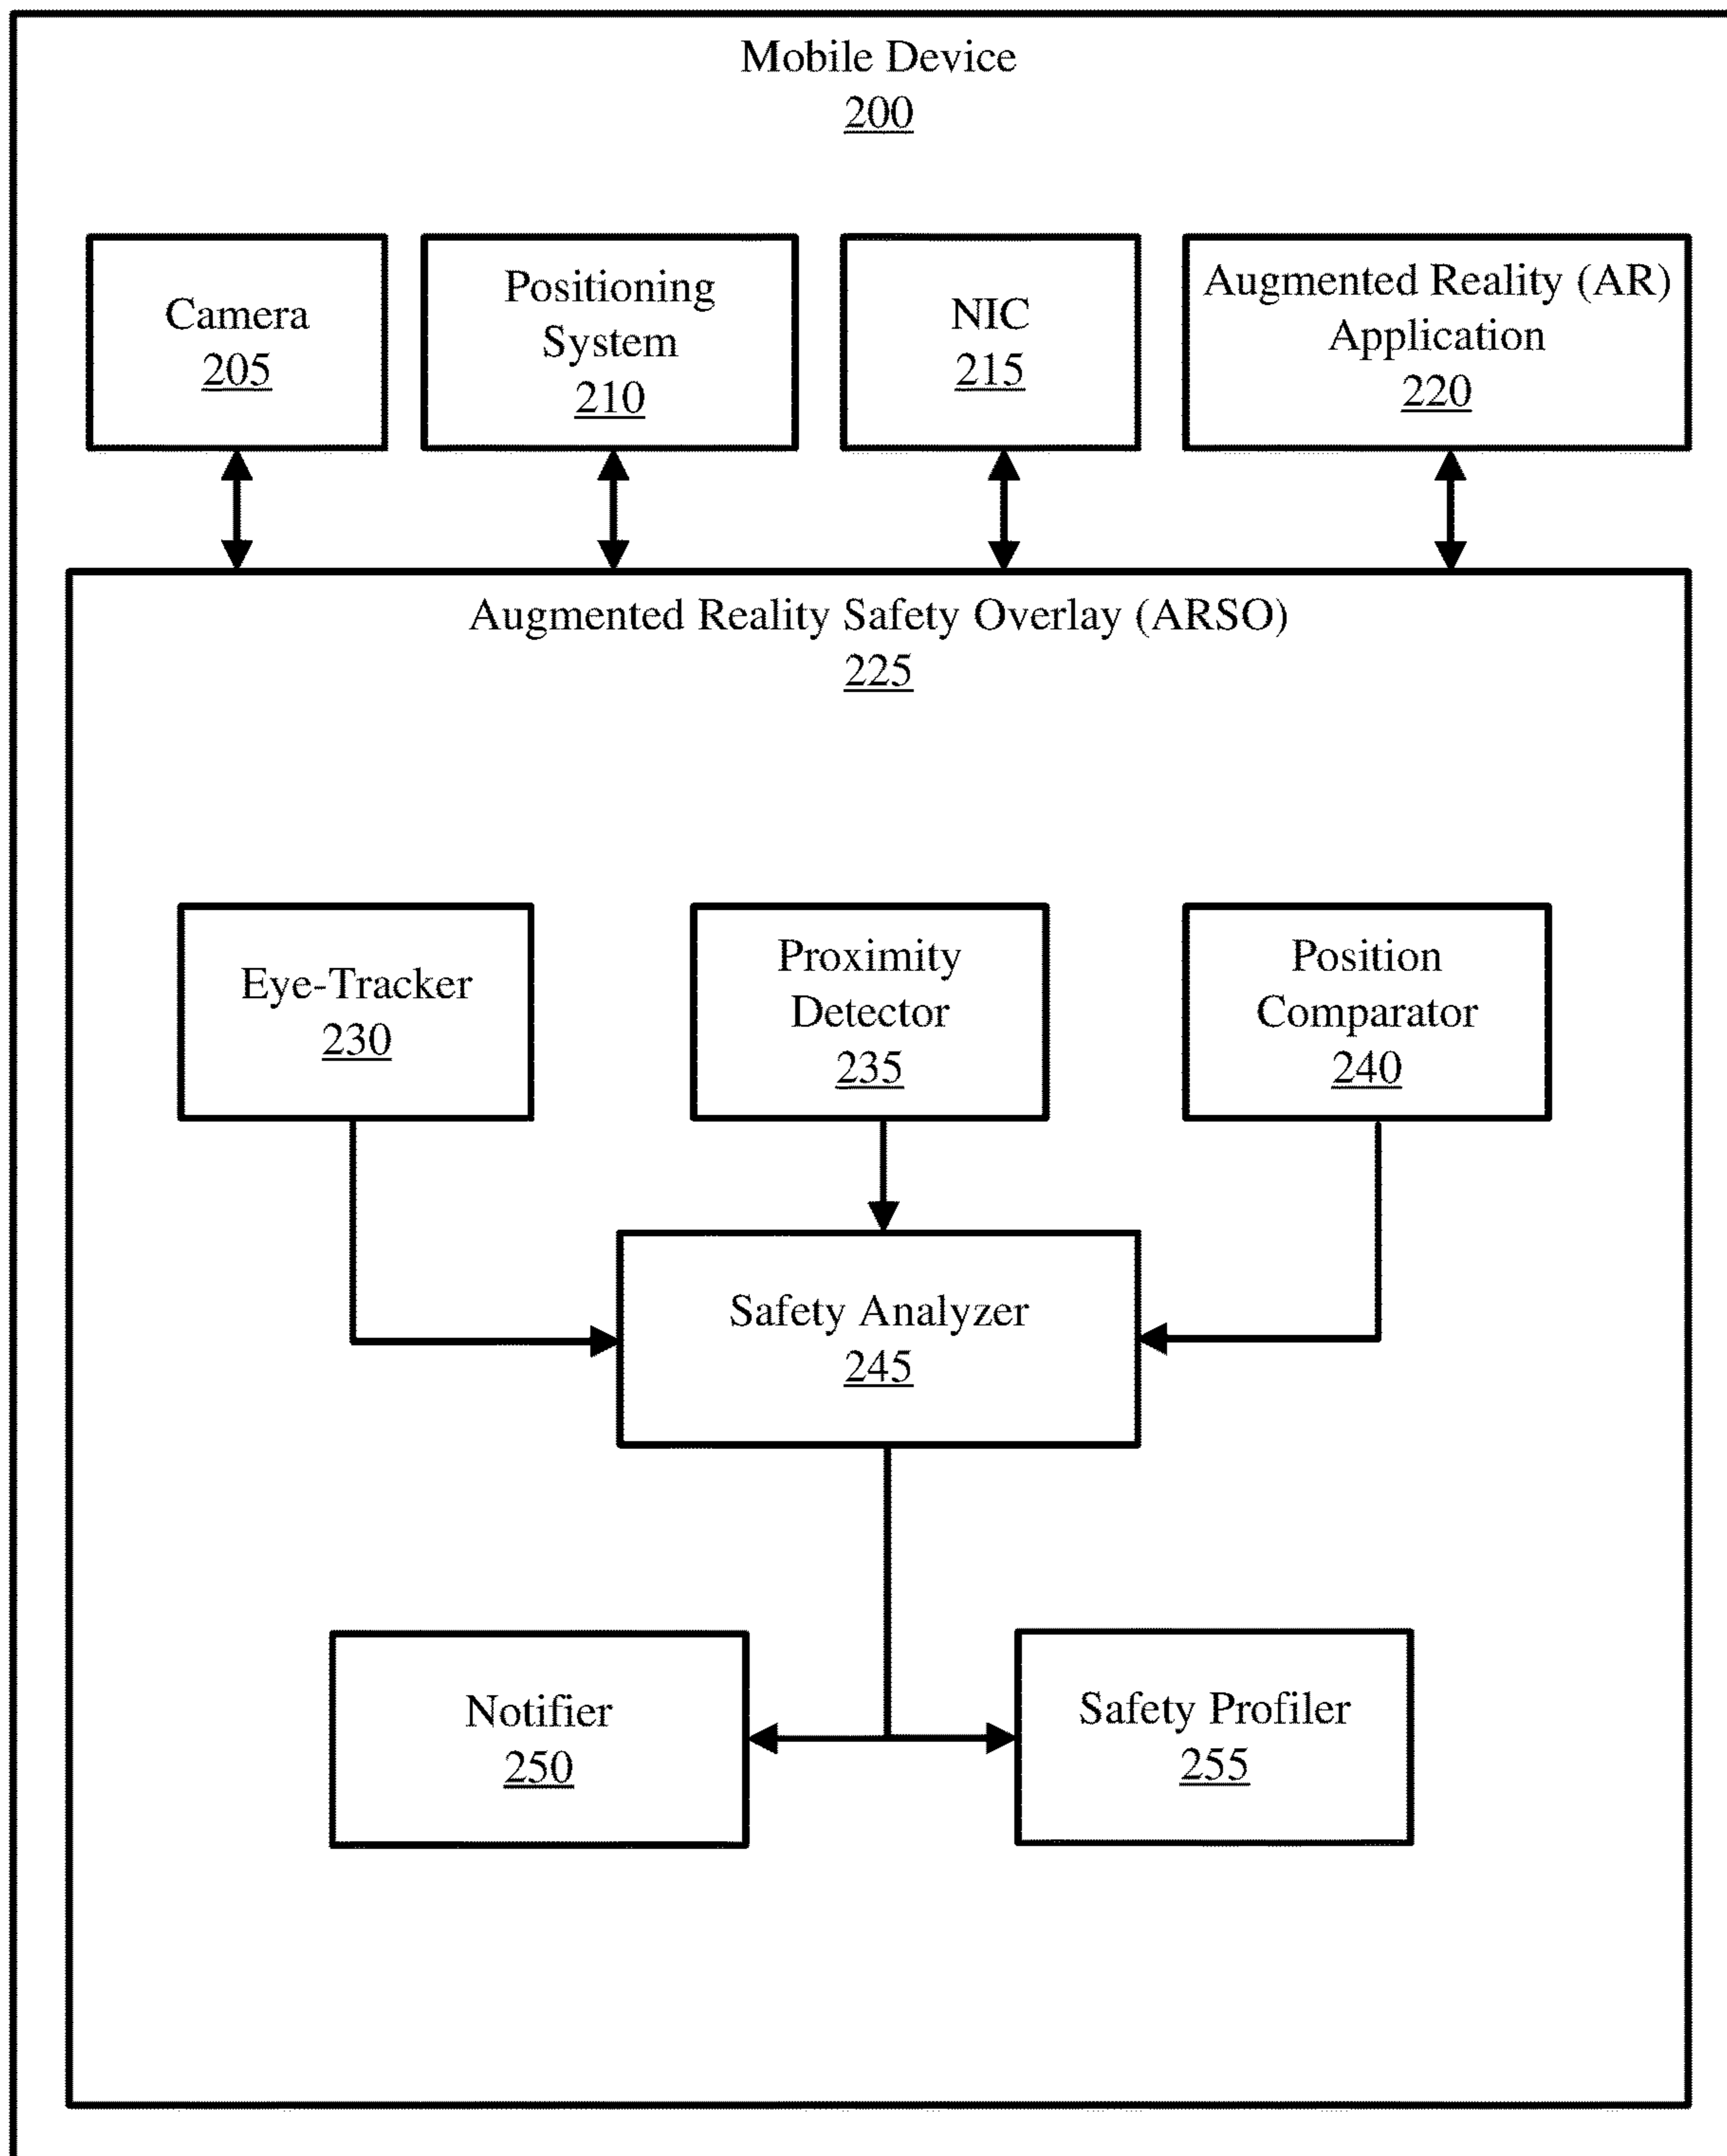 Mobile Device
200
Camera
205
Positioning
System
210
NIC
215
Augmented Reality (AR)
Application
220
Augmented Reality Safety Overlay (ARSO)
225
Eye-Tracker
230
Proximity
Detector
235
Position
Comparator
240
Safety Analyzer
245
Notifier
250
Safety Profiler
255